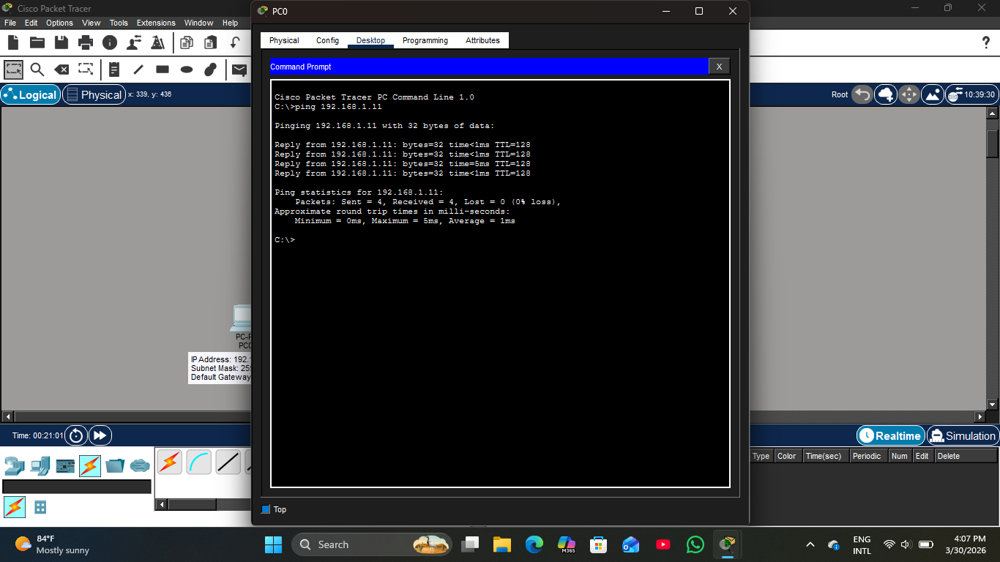 Cisco Packet Tracer
File Edit Options View Tools Extensions Window Help
PC0
Physical Config Desktop Programming Attributes
Command Prompt
X
Cisco Packet Tracer PC Command Line 1.0
C:\>ping 192.168.1.11
Pinging 192.168.1.11 with 32 bytes of data:
Reply from 192.168.1.11: bytes=32 time<1ms TTL=128
Reply from 192.168.1.11: bytes=32 time<1ms TTL=128
Reply from 192.168.1.11: bytes=32 time=5ms TTL=128
Reply from 192.168.1.11: bytes=32 time<1ms TTL=128
Ping statistics for 192.168.1.11:
Packets: Sent = 4, Received = 4, Lost = 0 (0% loss),
Approximate round trip times in milli-seconds:
Minimum = 0ms, Maximum = 5ms, Average = 1ms
C:\>
Top
Logical Physical x: 339, y: 436
Root 10:39:30
PC-P
PC0
IP Address: 192.1
Subnet Mask: 255
Default Gateway
Time: 00:21:01
Realtime Simulation
Type Color Time(sec) Periodic Num Edit Delete
84°F
Mostly sunny
Search
M365
ENG
INTL
4:07 PM
3/30/2026